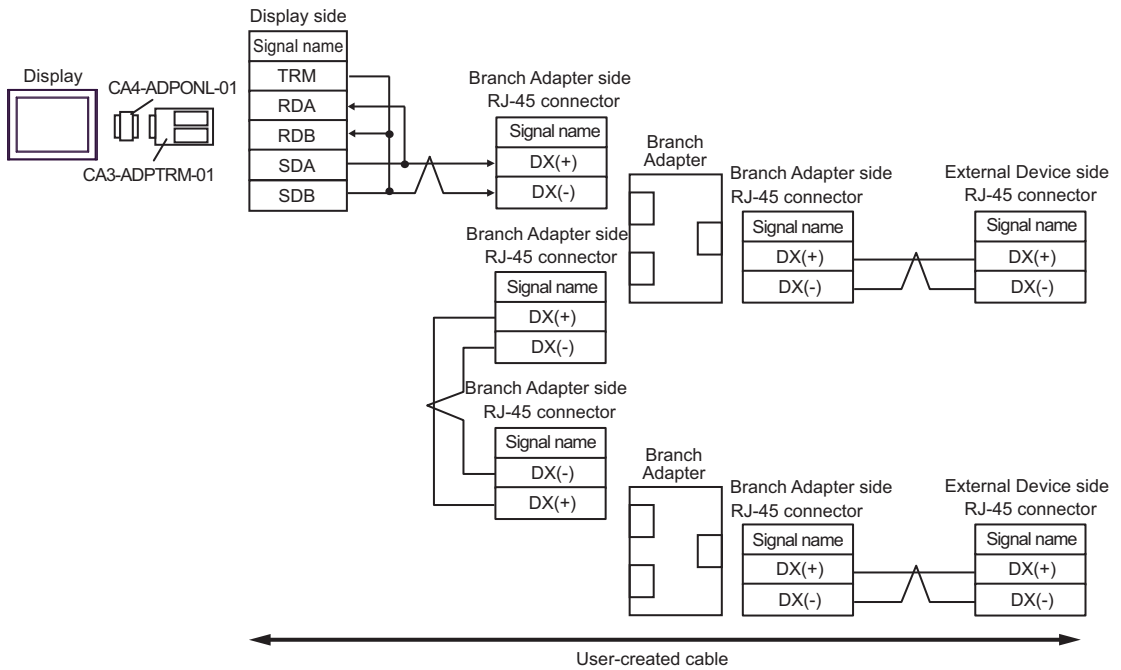 Display side
Signal name
TRM
RDA
RDB
SDA
SDB
Display
CA4-ADPONL-01
CA3-ADPTRM-01
Branch Adapter side
RJ-45 connector
Signal name
DX(+)
DX(-)
Branch
Adapter
Branch Adapter side
RJ-45 connector
Signal name
DX(+)
DX(-)
External Device side
RJ-45 connector
Signal name
DX(+)
DX(-)
Branch Adapter side
RJ-45 connector
Signal name
DX(+)
DX(-)
Branch Adapter side
RJ-45 connector
Signal name
DX(-)
DX(+)
Branch
Adapter
Branch Adapter side
RJ-45 connector
Signal name
DX(+)
DX(-)
External Device side
RJ-45 connector
Signal name
DX(+)
DX(-)
User-created cable